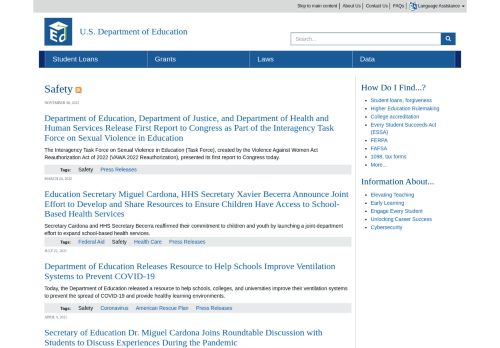 Skip to main content | About Us | Contact Us | FAQs | Language Assistance
U.S. Department of Education
Search...
Student Loans Grants Laws Data
Safety
How Do I Find...?
Student loans, forgiveness
Higher Education Rulemaking
College accreditation
Every Student Succeeds Act
(ESSA)
FERPA
FAFSA
1098, tax forms
More...
Information About...
Elevating Teaching
Early Learning
Engage Every Student
Unlocking Career Success
Cybersecurity
Department of Education, Department of Justice, and Department of Health and
Human Services Release First Report to Congress as Part of the Interagency Task
Force on Sexual Violence in Education
The Interagency Task Force on Sexual Violence in Education (Task Force), created by the Violence Against Women Act
Reauthorization Act of 2022 (VAWA 2022 Reauthorization), presented its first report to Congress today.
Tags: Safety Press Releases
MARCH 24, 2022
Education Secretary Miguel Cardona, HHS Secretary Xavier Becerra Announce Joint
Effort to Develop and Share Resources to Ensure Children Have Access to School-
Based Health Services
Secretary Cardona and HHS Secretary Becerra reaffirmed their commitment to children and youth by launching a joint-department
effort to expand school-based health services.
Tags: Federal Aid Safety Health Care Press Releases
Department of Education Releases Resource to Help Schools Improve Ventilation
Systems to Prevent COVID-19
Today, the Department of Education released a resource to help schools, colleges, and universities improve their ventilation systems
to prevent the spread of COVID-19 and provide healthy learning environments.
Tags: Safety Coronavirus American Rescue Plan Press Releases
APRIL 9, 2021
Secretary of Education Dr. Miguel Cardona Joins Roundtable Discussion with
Students to Discuss Experiences During the Pandemic